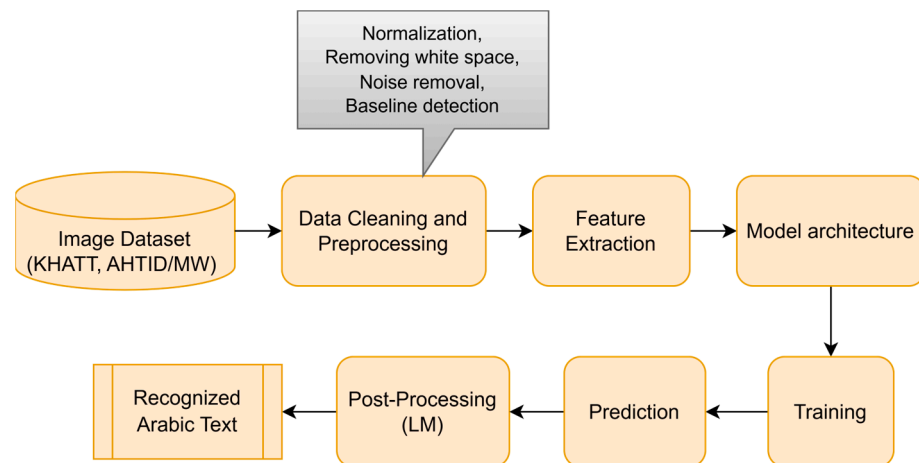 Normalization,
Removing white space,
Noise removal,
Baseline detection
Image Dataset
(KHATT, AHTID/MW)
Data Cleaning and
Preprocessing
Feature
Extraction
Model architecture
Recognized
Arabic Text
Post-Processing
(LM)
Prediction
Training